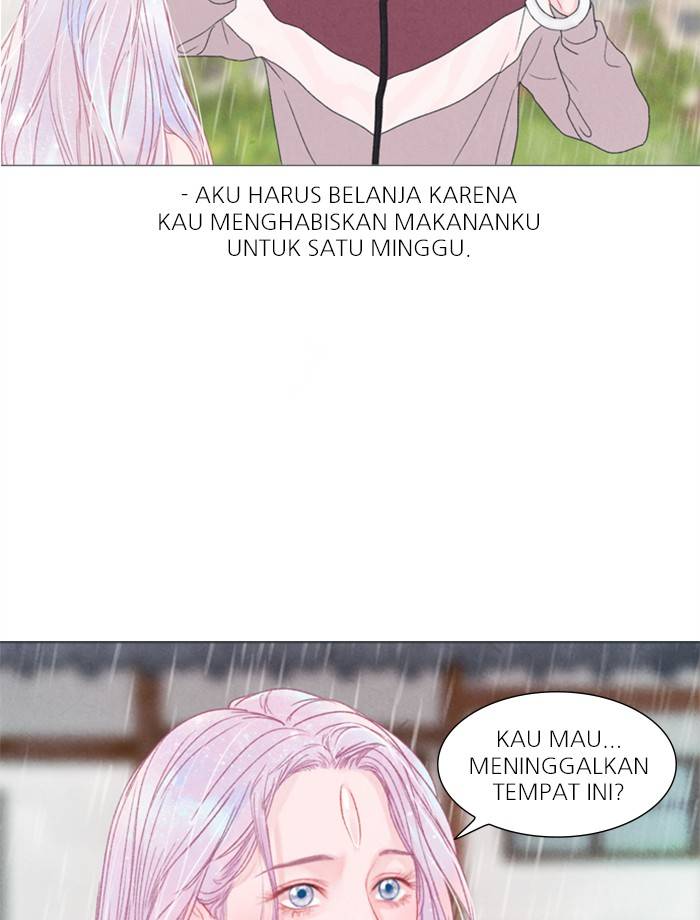 - AKU HARUS BELANJA KARENA
KAU MENGHABISKAN MAKANANKU
UNTUK SATU MINGGU.
KAU MAU...
MENINGGALKAN
TEMPAT INI?